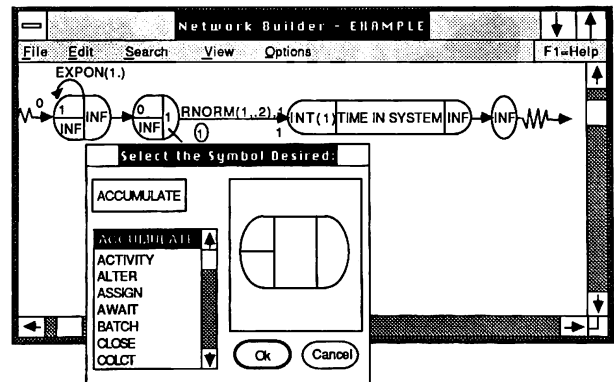 Network Builder - EXAMPLE
File Edit Search View Options F1=Help
EXPON(1.)
0 1 INF INF 0 INF 1 RNORM(1.,.2), 1 INT(1) TIME IN SYSTEM INF INF
1 1
Select the Symbol Desired:
ACCUMULATE
ACCUMULATE
ACTIVITY
ALTER
ASSIGN
AWAIT
BATCH
CLOSE
COLCT
Ok Cancel